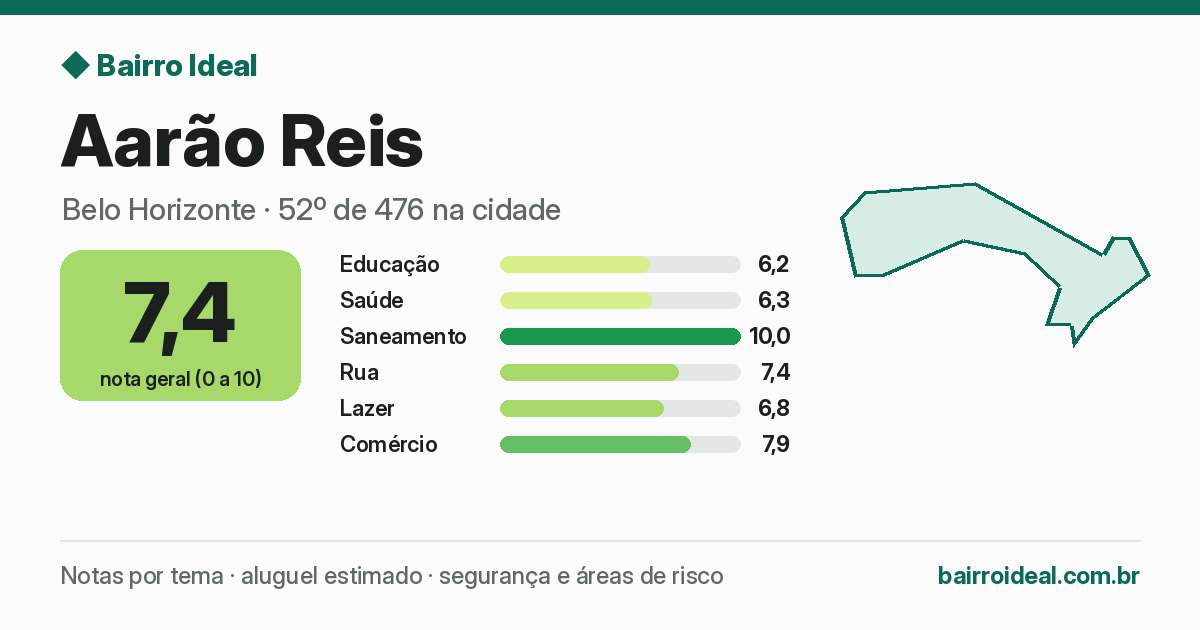 Bairro Ideal
Aarão Reis
Belo Horizonte · 52º de 476 na cidade
7,4
nota geral (0 a 10)
Educação 6,2
Saúde 6,3
Saneamento 10,0
Rua 7,4
Lazer 6,8
Comércio 7,9
Notas por tema · aluguel estimado · segurança e áreas de risco
bairroideal.com.br